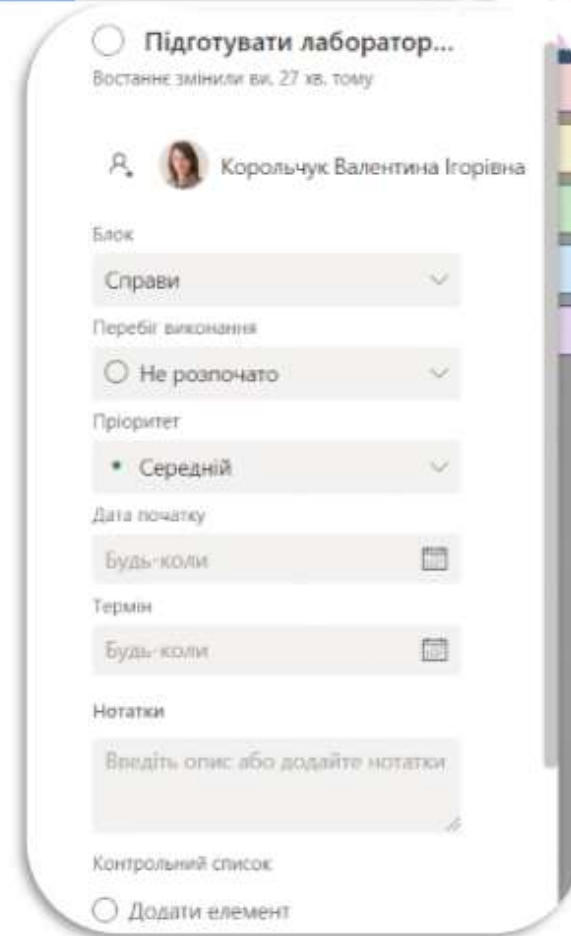 Підготувати лаборатор...
Востаннє змінили ви, 27 хв. тому
Корольчук Валентина Ігорівна
Блок
Справи
Перебіг виконання
Не розпочато
Пріоритет
Середній
Дата початку
Будь-коли
Термін
Будь-коли
Нотатки
Введіть опис або додайте нотатки
Контрольний список
Додати елемент